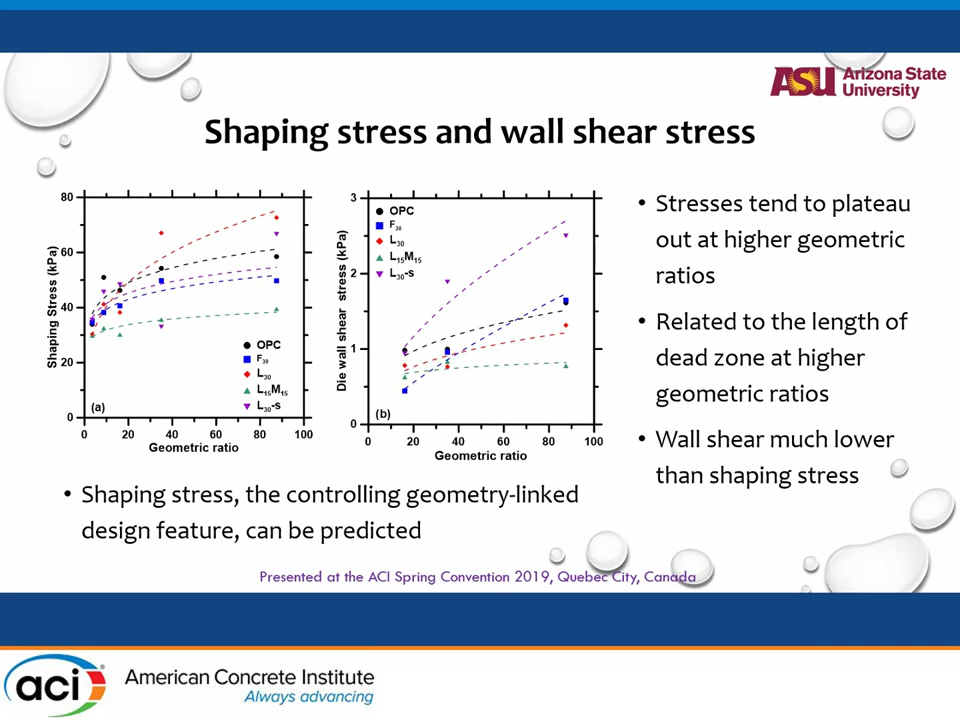 ASU Arizona State
University
Shaping stress and wall shear stress
80
60
40
20
0
Shaping Stress (kPa)
OPC
F30
L30
L15M15
L30-s
(a)
0 20 40 60 80 100
Geometric ratio
3
2
1
0
Die wall shear stress (kPa)
OPC
F30
L30
L15M15
L30-s
(b)
0 20 40 60 80 100
Geometric ratio
• Stresses tend to plateau
out at higher geometric
ratios
• Related to the length of
dead zone at higher
geometric ratios
• Wall shear much lower
than shaping stress
• Shaping stress, the controlling geometry-linked
design feature, can be predicted
Presented at the ACI Spring Convention 2019, Quebec City, Canada
aci American Concrete Institute
Always advancing